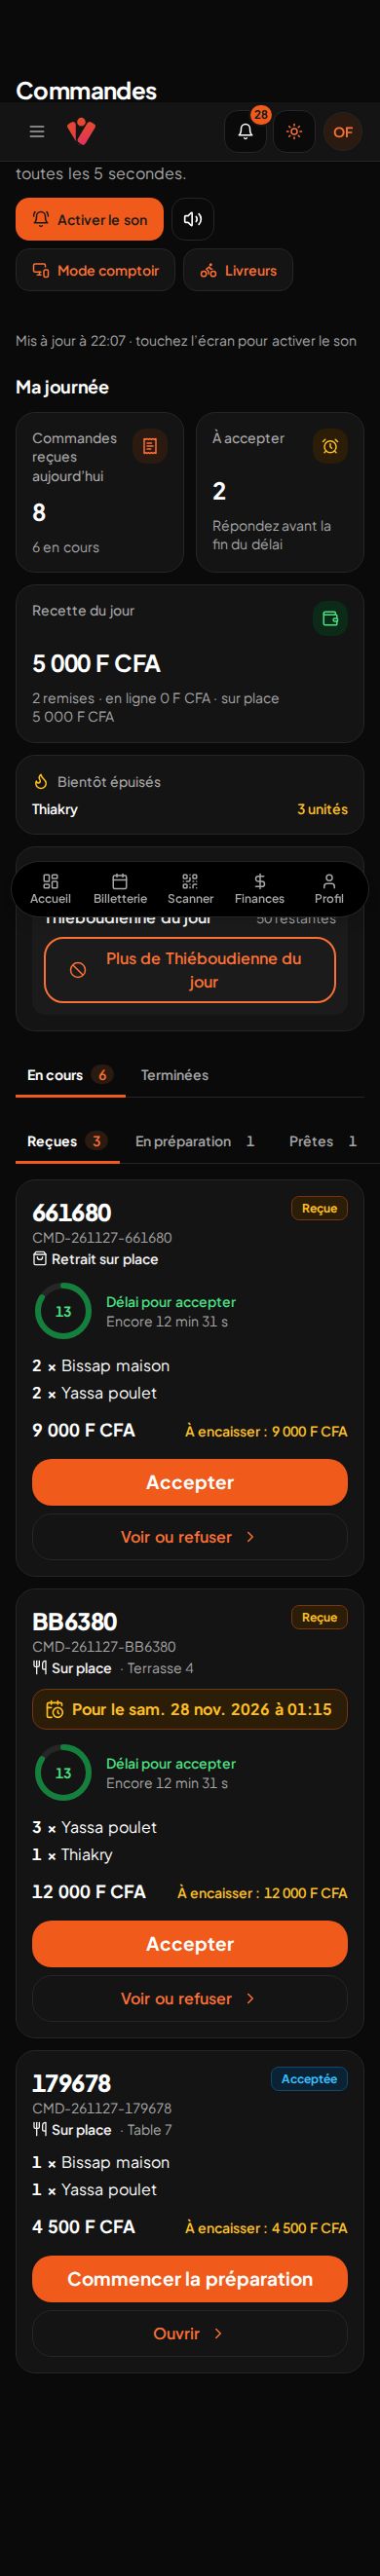 Commandes
28
OF
toutes les 5 secondes.
Activer le son
Mode comptoir
Livreurs
Mis à jour à 22:07 · touchez l’écran pour activer le son
Ma journée
Commandes
reçues
aujourd’hui
8
6 en cours
À accepter
2
Répondez avant la
fin du délai
Recette du jour
5 000 F CFA
2 remises · en ligne 0 F CFA · sur place
5 000 F CFA
Bientôt épuisés
Thiakry
3 unités
Accueil
Billetterie
Scanner
Finances
Profil
Thiéboudienne du jour
50 restantes
Plus de Thiéboudienne du
jour
En cours 6
Terminées
Reçues 3
En préparation 1
Prêtes 1
661680
Reçue
CMD-261127-661680
Retrait sur place
13
Délai pour accepter
Encore 12 min 31 s
2 × Bissap maison
2 × Yassa poulet
9 000 F CFA
À encaisser : 9 000 F CFA
Accepter
Voir ou refuser
BB6380
Reçue
CMD-261127-BB6380
Sur place · Terrasse 4
Pour le sam. 28 nov. 2026 à 01:15
13
Délai pour accepter
Encore 12 min 31 s
3 × Yassa poulet
1 × Thiakry
12 000 F CFA
À encaisser : 12 000 F CFA
Accepter
Voir ou refuser
179678
Acceptée
CMD-261127-179678
Sur place · Table 7
1 × Bissap maison
1 × Yassa poulet
4 500 F CFA
À encaisser : 4 500 F CFA
Commencer la préparation
Ouvrir